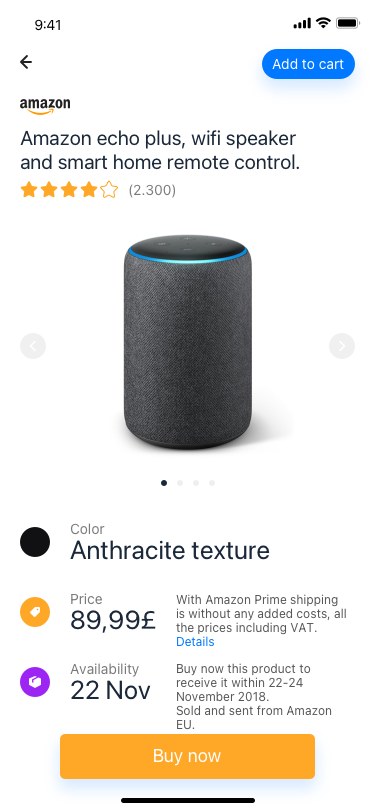 9:41
Add to cart
amazon
Amazon echo plus, wifi speaker
and smart home remote control.
(2.300)
Color
Anthracite texture
Price
89,99£
With Amazon Prime shipping
is without any added costs, all
the prices including VAT.
Details
Availability
22 Nov
Buy now this product to
receive it within 22-24
November 2018.
Sold and sent from Amazon
EU.
Buy now